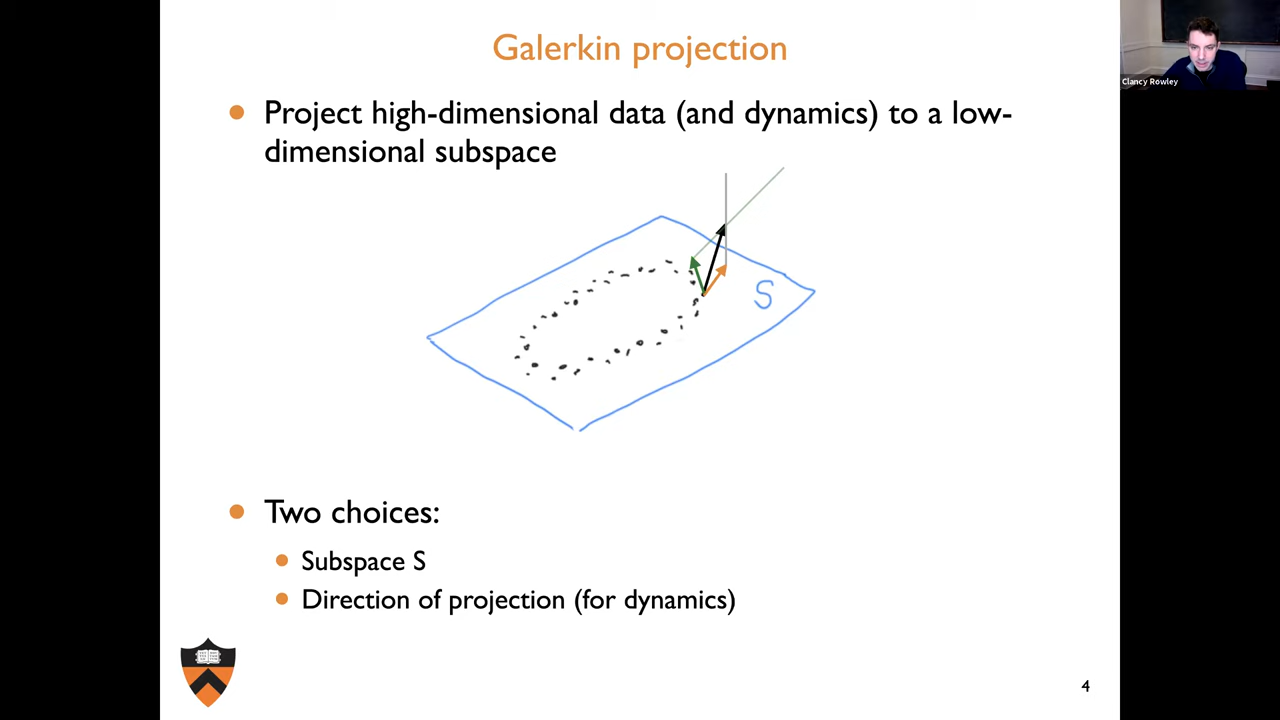 Galerkin projection
Clancy Rowley
• Project high-dimensional data (and dynamics) to a low-
dimensional subspace
S
• Two choices:
• Subspace S
• Direction of projection (for dynamics)
4